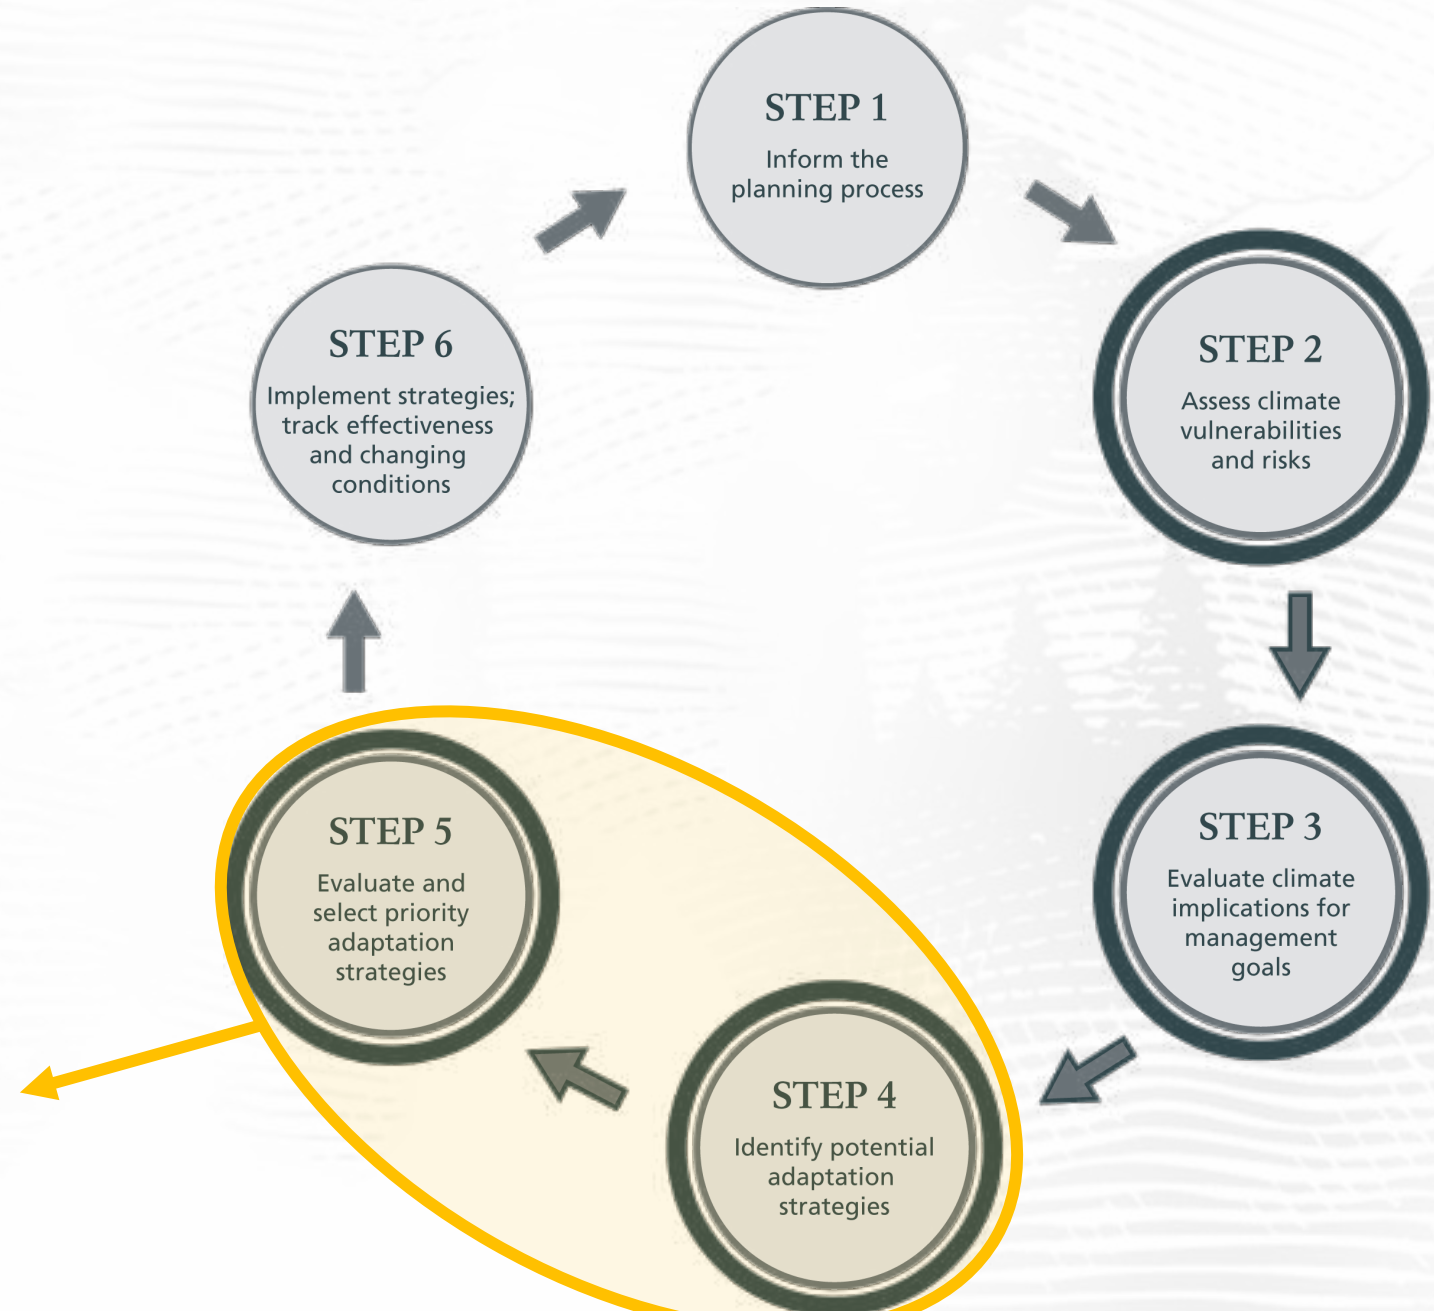 STEP 1
Inform the
planning process
STEP 2
Assess climate
vulnerabilities
and risks
STEP 3
Evaluate climate
implications for
management
goals
STEP 4
Identify potential
adaptation
strategies
STEP 5
Evaluate and
select priority
adaptation
strategies
STEP 6
Implement strategies;
track effectiveness
and changing
conditions